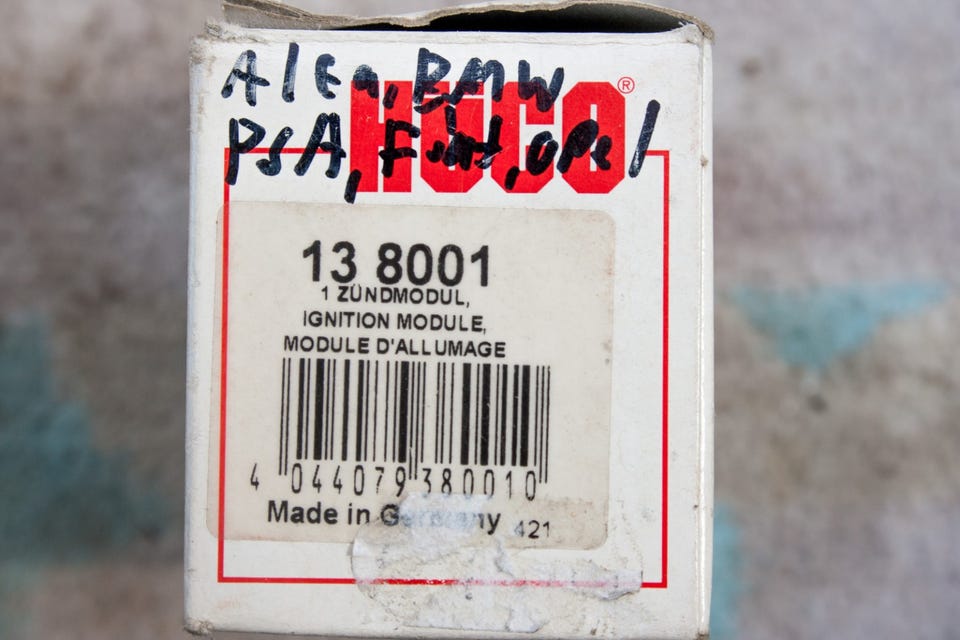 Alfa, BMW
PSA, Fiat, opel
HÜCO®
13 8001
1 ZÜNDMODUL,
IGNITION MODULE,
MODULE D'ALLUMAGE
4 044079 380010
Made in Germany 421